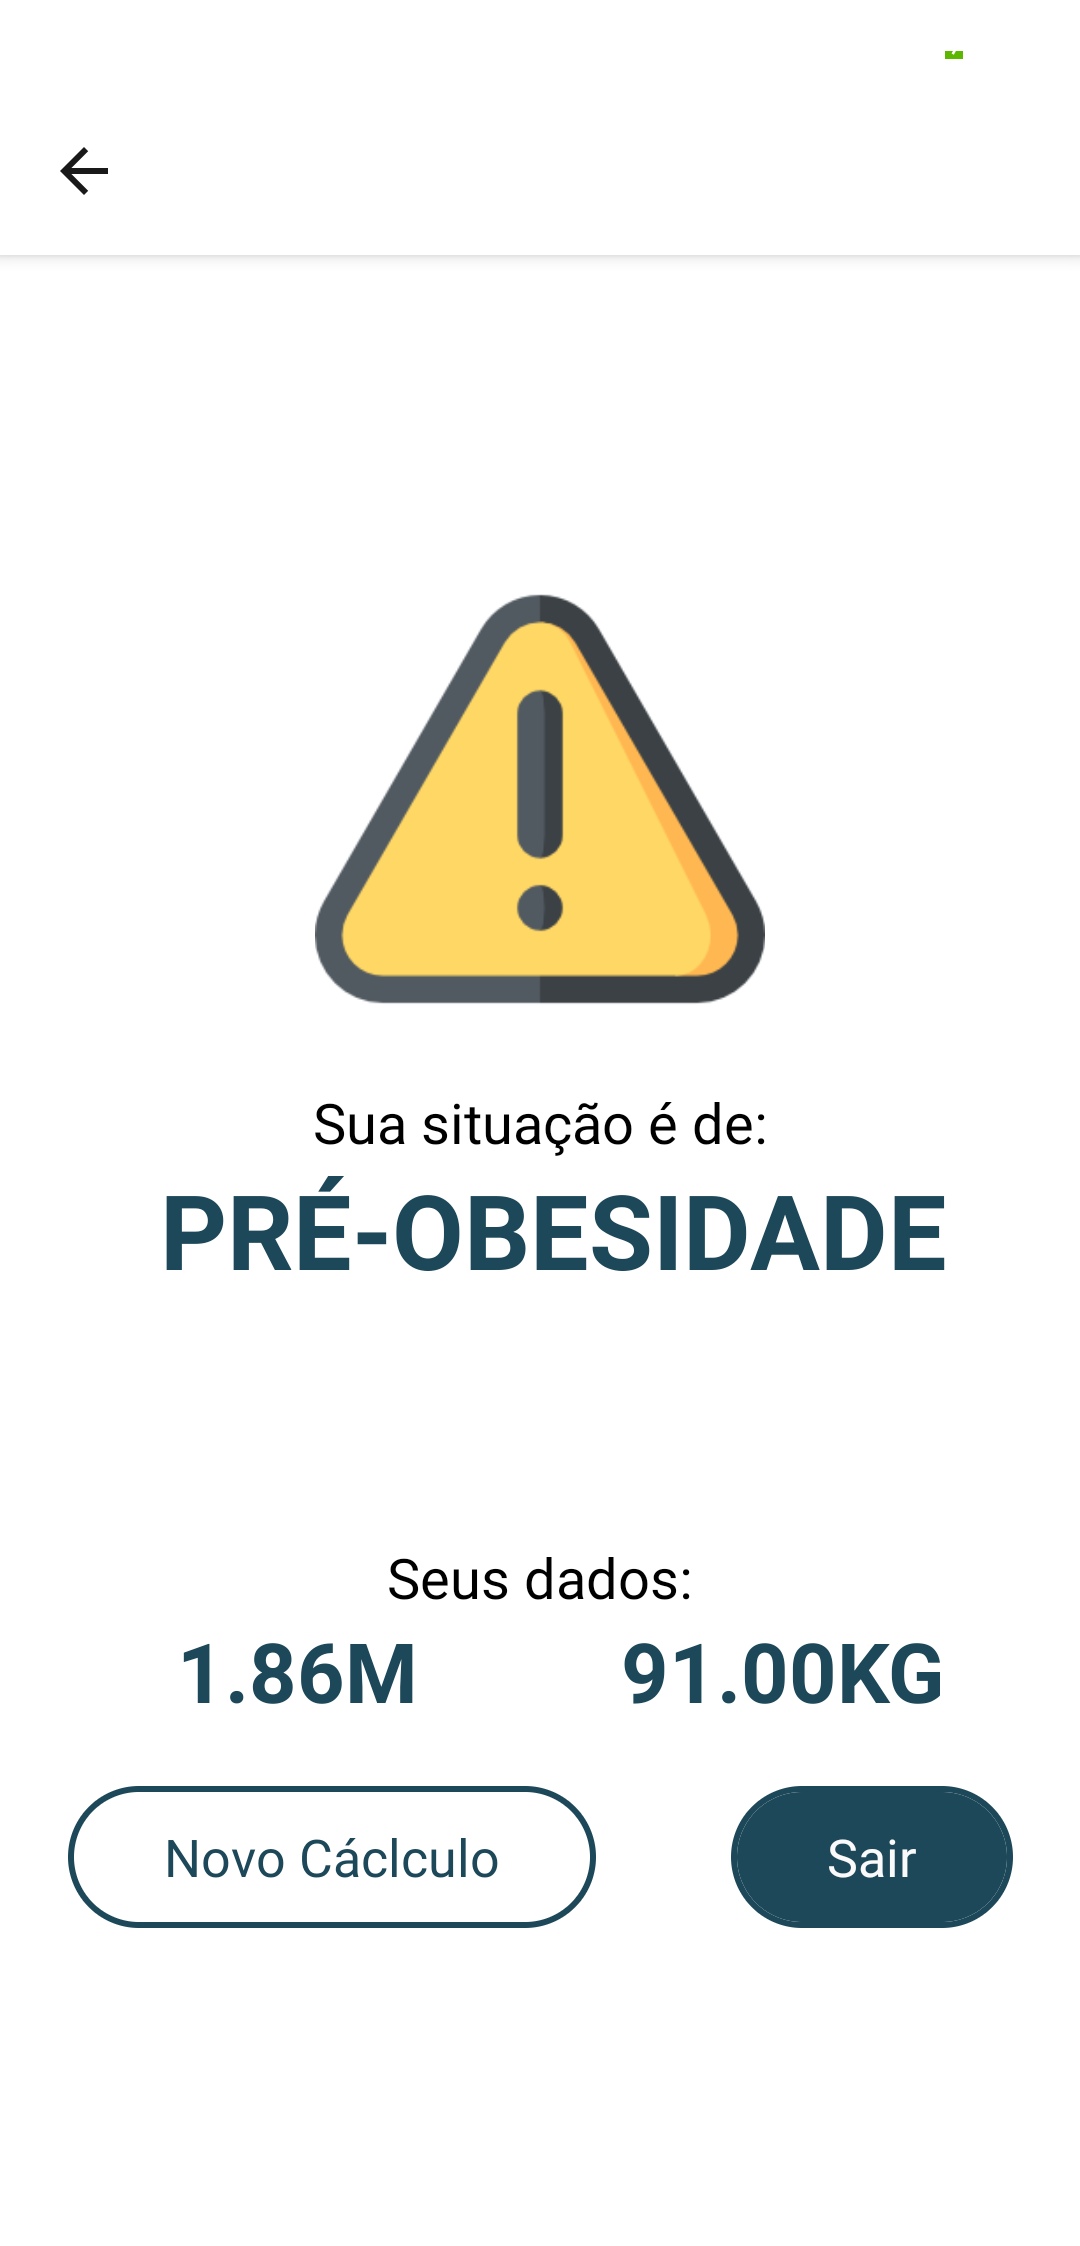 Sua situação é de:
PRÉ-OBESIDADE
Seus dados:
1.86M 91.00KG
Novo Cáclculo Sair